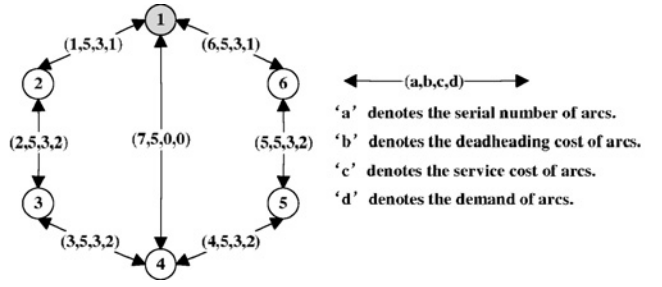 1
(1,5,3,1)
(6,5,3,1)
2
6
(a,b,c,d)
(2,5,3,2)
(7,5,0,0)
(5,5,3,2)
3
5
(3,5,3,2)
(4,5,3,2)
4
‘a’ denotes the serial number of arcs.
‘b’ denotes the deadheading cost of arcs.
‘c’ denotes the service cost of arcs.
‘d’ denotes the demand of arcs.